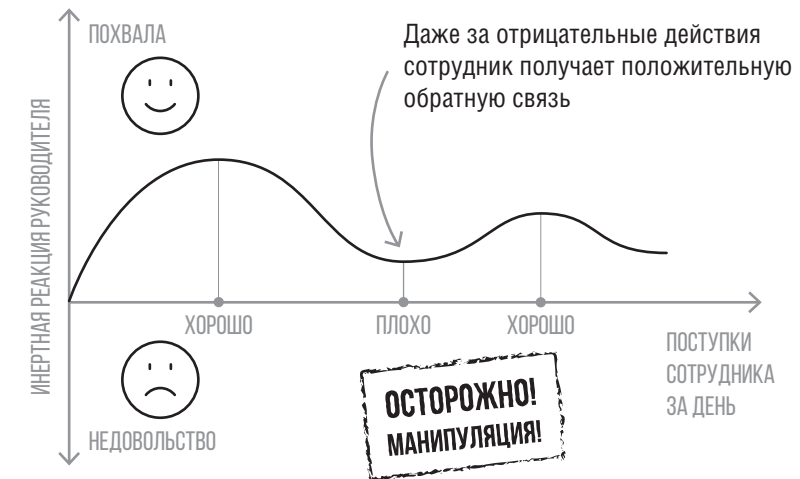 ПОХВАЛА
Даже за отрицательные действия
сотрудник получает положительную
обратную связь
ИНЕРТНАЯ РЕАКЦИЯ РУКОВОДИТЕЛЯ
ХОРОШО
ПЛОХО
ХОРОШО
ПОСТУПКИ
СОТРУДНИКА
ЗА ДЕНЬ
ОСТОРОЖНО!
МАНИПУЛЯЦИЯ!
НЕДОВОЛЬСТВО